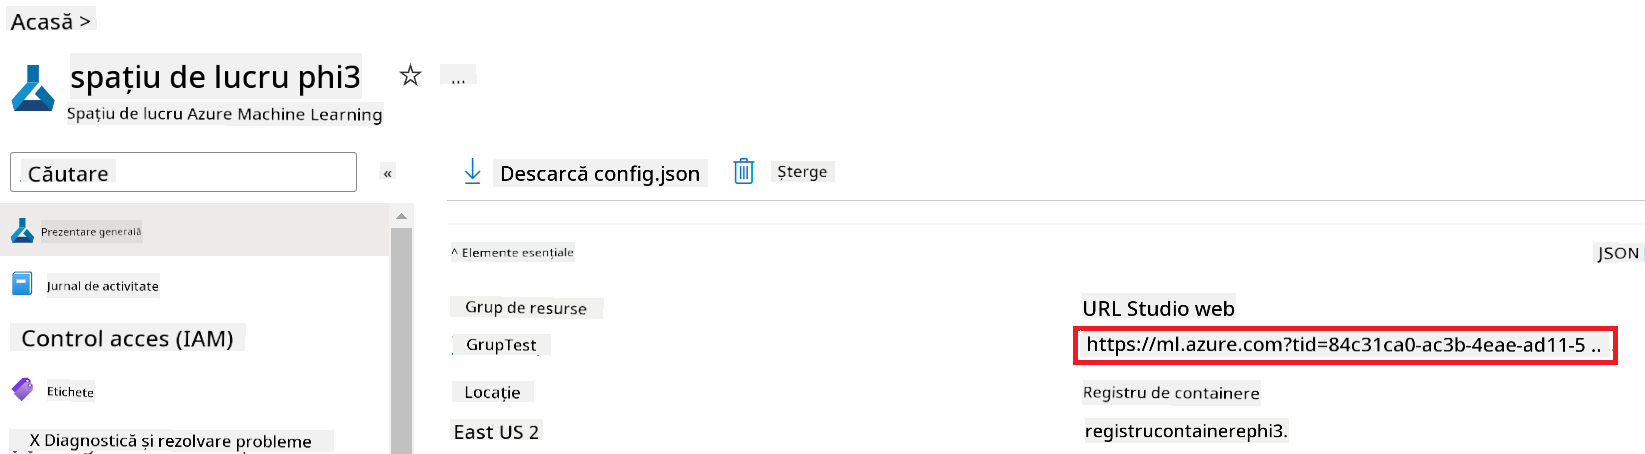 Acasă >
spațiu de lucru phi3
...
Spațiu de lucru Azure Machine Learning
Căutare
«
Descarcă config.json
Șterge
Prezentare generală
^ Elemente esențiale
JSON
Jurnal de activitate
Grup de resurse
URL Studio web
Control acces (IAM)
GrupTest
https://ml.azure.com?tid=84c31ca0-ac3b-4eae-ad11-5 ..
Etichete
Locație
Registru de containere
X Diagnostică și rezolvare probleme
East US 2
registrucontainerephi3.